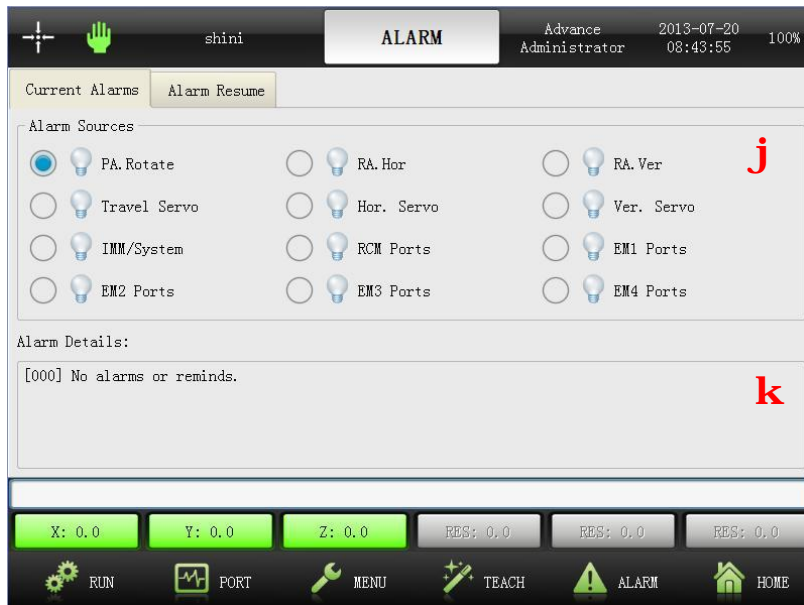 shini ALARM Advance Administrator 2013-07-20 08:43:55 100%
Current Alarms Alarm Resume
Alarm Sources
PA.Rotate RA.Hor RA.Ver j
Travel Servo Hor. Servo Ver. Servo
IMM/System RCM Ports EM1 Ports
EM2 Ports EM3 Ports EM4 Ports
Alarm Details:
[000] No alarms or reminds.
k
X: 0.0 Y: 0.0 Z: 0.0 RES: 0.0 RES: 0.0 RES: 0.0
RUN PORT MENU TEACH ALARM HOME